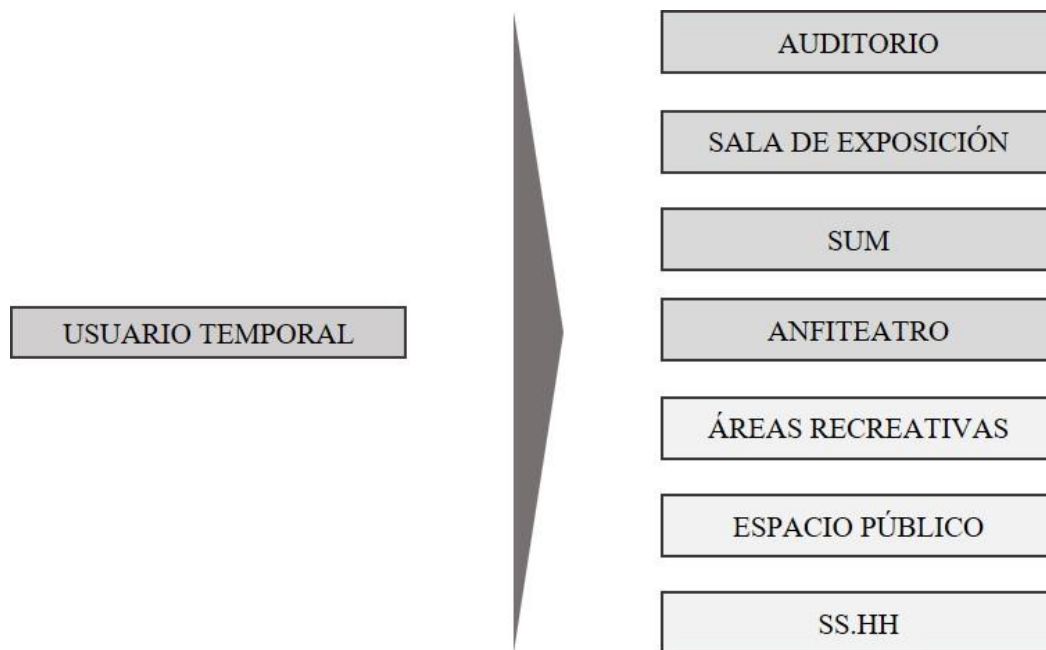 AUDITORIO
SALA DE EXPOSICIÓN
SUM
USUARIO TEMPORAL
ANFITEATRO
ÁREAS RECREATIVAS
ESPACIO PÚBLICO
SS.HH